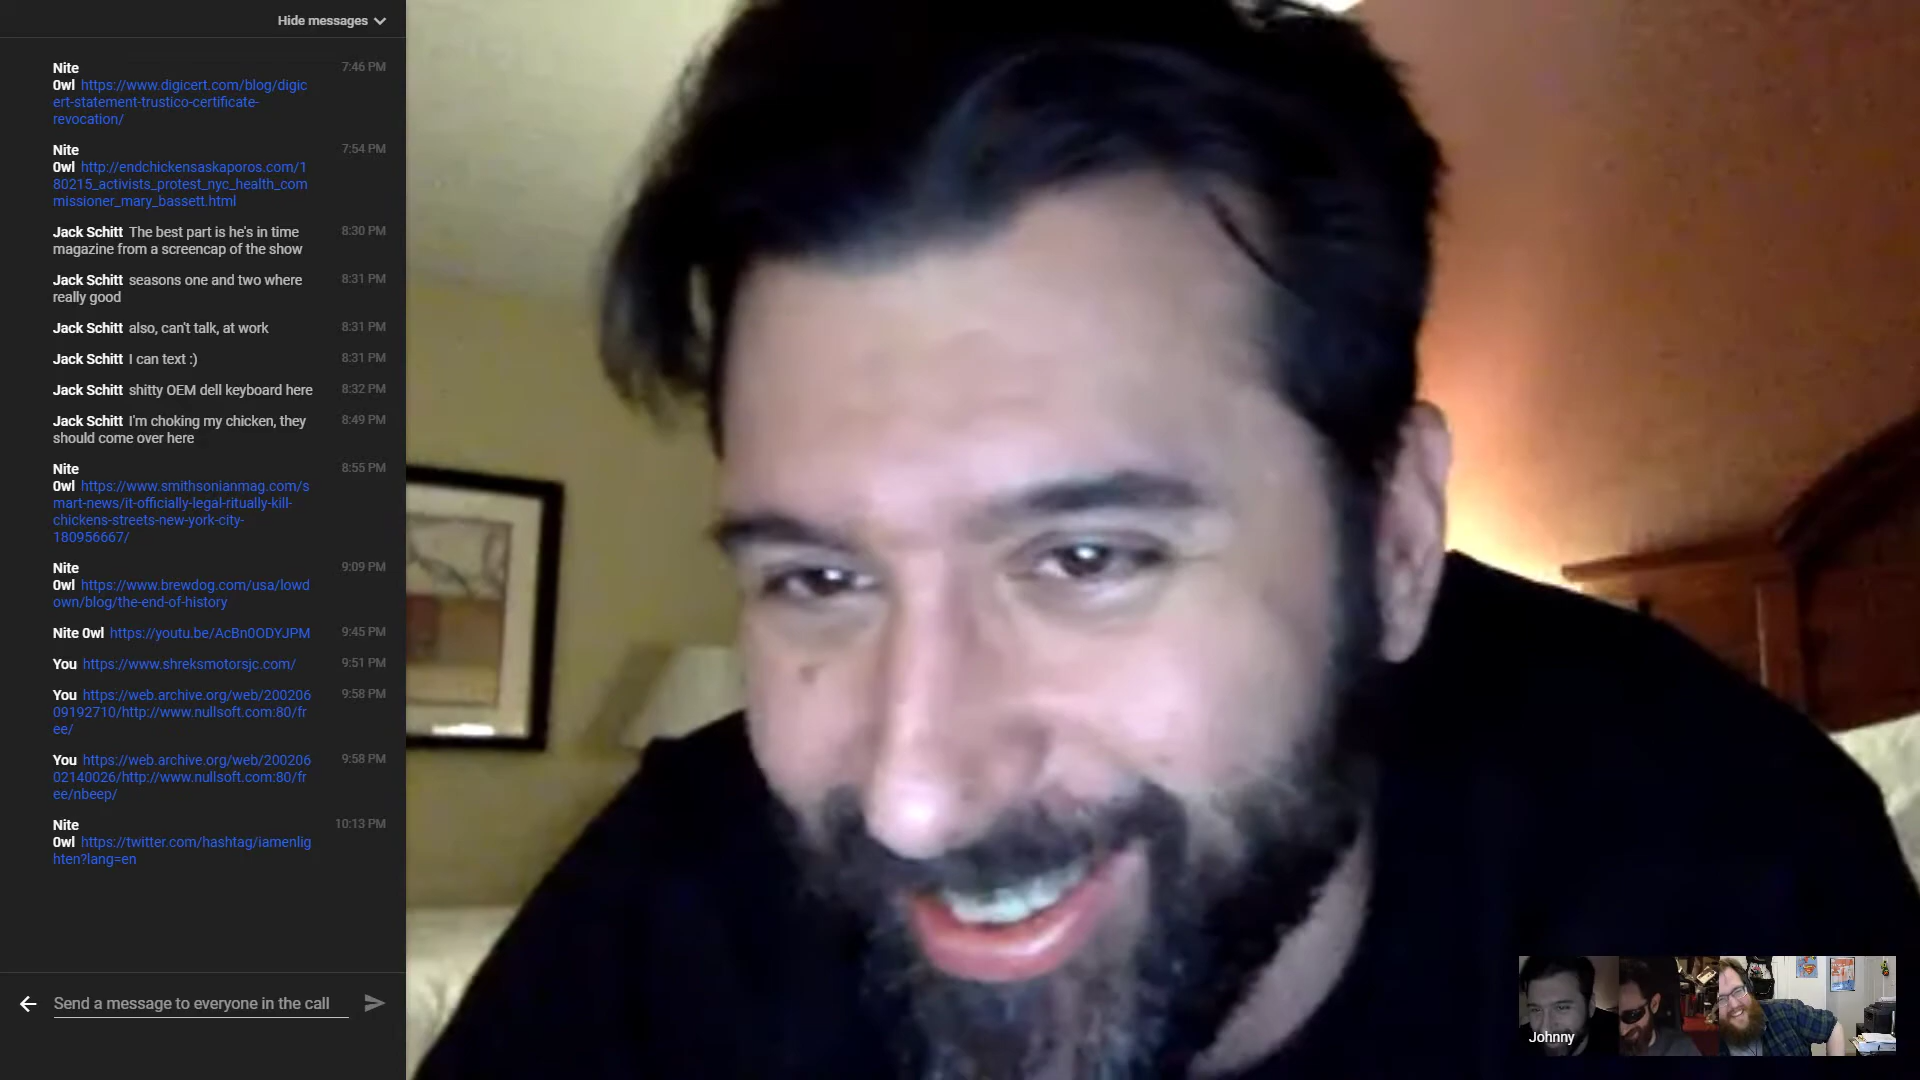 Hide messages
Nite 7:46 PM
0wl https://www.digicert.com/blog/digic
ert-statement-trustico-certificate-
revocation/
Nite 7:54 PM
0wl http://endchickensaskaporos.com/1
80215_activists_protest_nyc_health_com
missioner_mary_bassett.html
Jack Schitt The best part is he's in time 8:30 PM
magazine from a screencap of the show
Jack Schitt seasons one and two where 8:31 PM
really good
Jack Schitt also, can't talk, at work 8:31 PM
Jack Schitt I can text :) 8:31 PM
Jack Schitt shitty OEM dell keyboard here 8:32 PM
Jack Schitt I'm choking my chicken, they 8:49 PM
should come over here
Nite 8:55 PM
0wl https://www.smithsonianmag.com/s
mart-news/it-officially-legal-ritually-kill-
chickens-streets-new-york-city-
180956667/
Nite 9:09 PM
0wl https://www.brewdog.com/usa/lowd
own/blog/the-end-of-history
Nite 0wl https://youtu.be/AcBn0ODYJPM 9:45 PM
You https://www.shreksmotorsjc.com/ 9:51 PM
You https://web.archive.org/web/200206 9:58 PM
09192710/http://www.nullsoft.com:80/fr
ee/
You https://web.archive.org/web/200206 9:58 PM
02140026/http://www.nullsoft.com:80/fr
ee/nbeep/
Nite 10:13 PM
0wl https://twitter.com/hashtag/iamenlig
hten?lang=en
Send a message to everyone in the call
Johnny